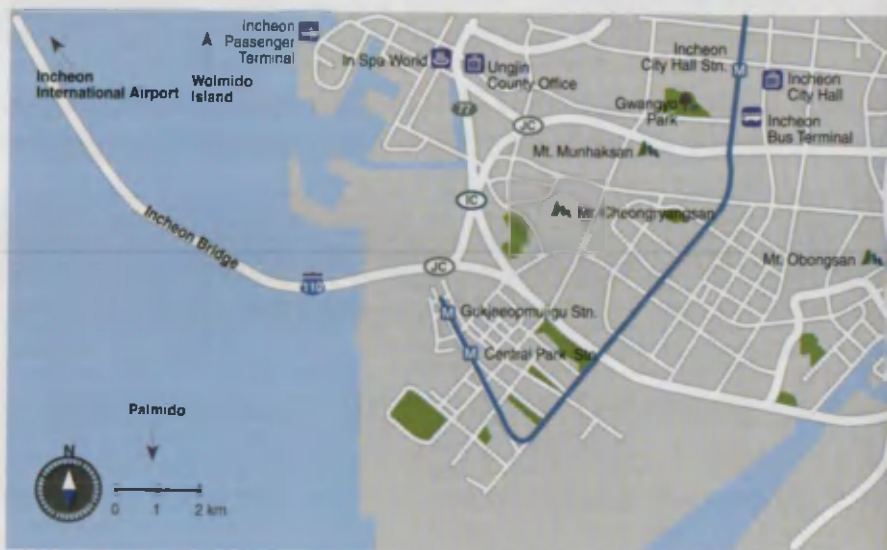 Incheon
Passenger
Terminal
Incheon
International Airport
Wolmido
Island
In Spa World
Ungjin
County Office
Incheon
City Hall Stn.
M
Incheon
City Hall
Gwangyo
Park
Incheon
Bus Terminal
77
JC
Mt. Munhaksan
IC
Mt. Cheongryangsan
Incheon Bridge
JC
Mt. Obongsan
110
M
Gukjeeopmujigu Stn.
M
Central Park Stn.
Palmido
N
0 1 2 km